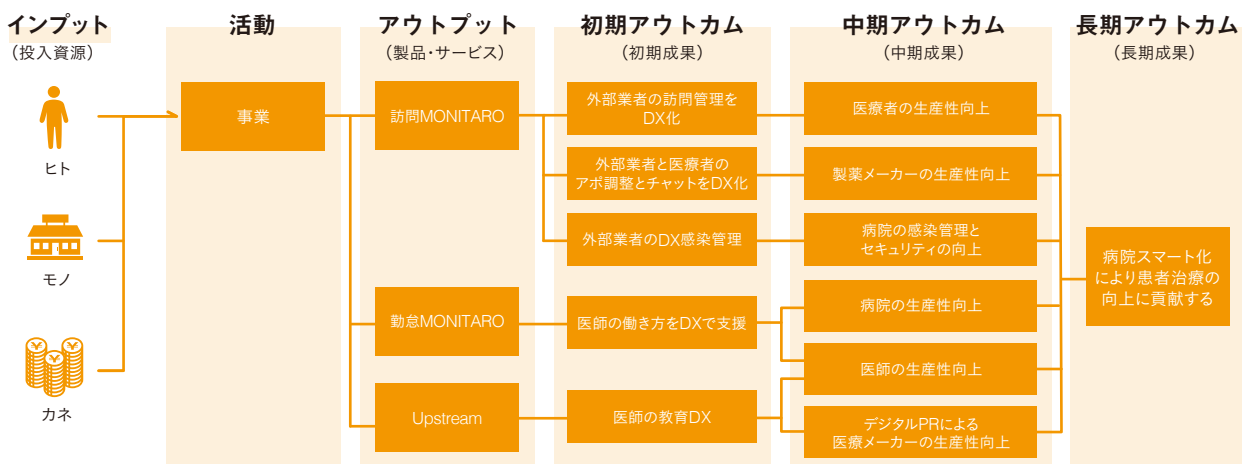 インプット
(投入資源)
ヒト
モノ
¥
¥
¥
カネ
活動
事業
アウトプット
(製品・サービス)
訪問MONITARO
勤怠MONITARO
Upstream
初期アウトカム
(初期成果)
外部業者の訪問管理を
DX化
外部業者と医療者の
アポ調整とチャットをDX化
外部業者のDX感染管理
医師の働き方をDXで支援
医師の教育DX
中期アウトカム
(中期成果)
医療者の生産性向上
製薬メーカーの生産性向上
病院の感染管理と
セキュリティの向上
病院の生産性向上
医師の生産性向上
デジタルPRによる
医療メーカーの生産性向上
長期アウトカム
(長期成果)
病院スマート化
により患者治療の
向上に貢献する